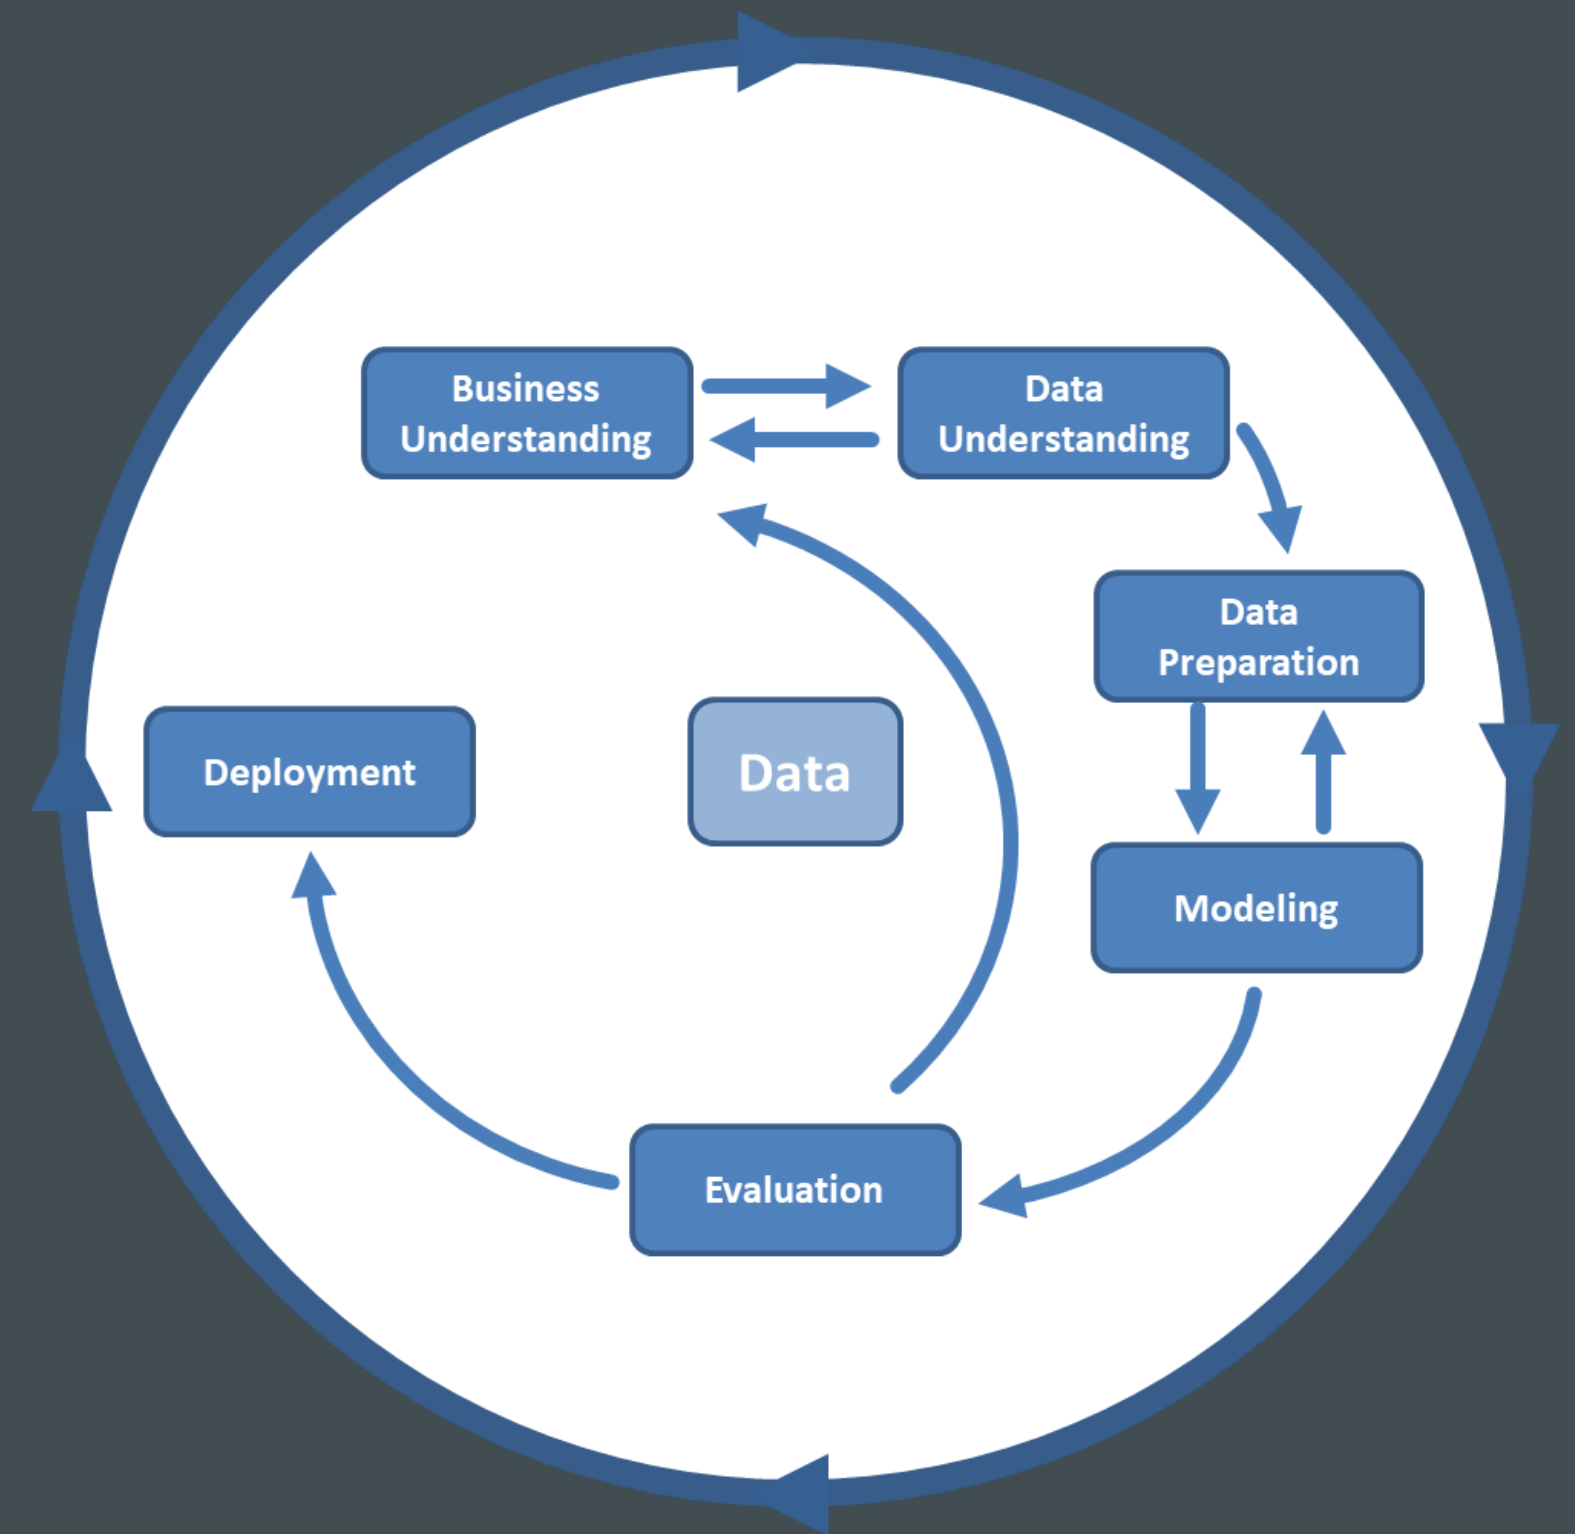 Business
Understanding
Data
Understanding
Data
Preparation
Deployment
Data
Modeling
Evaluation